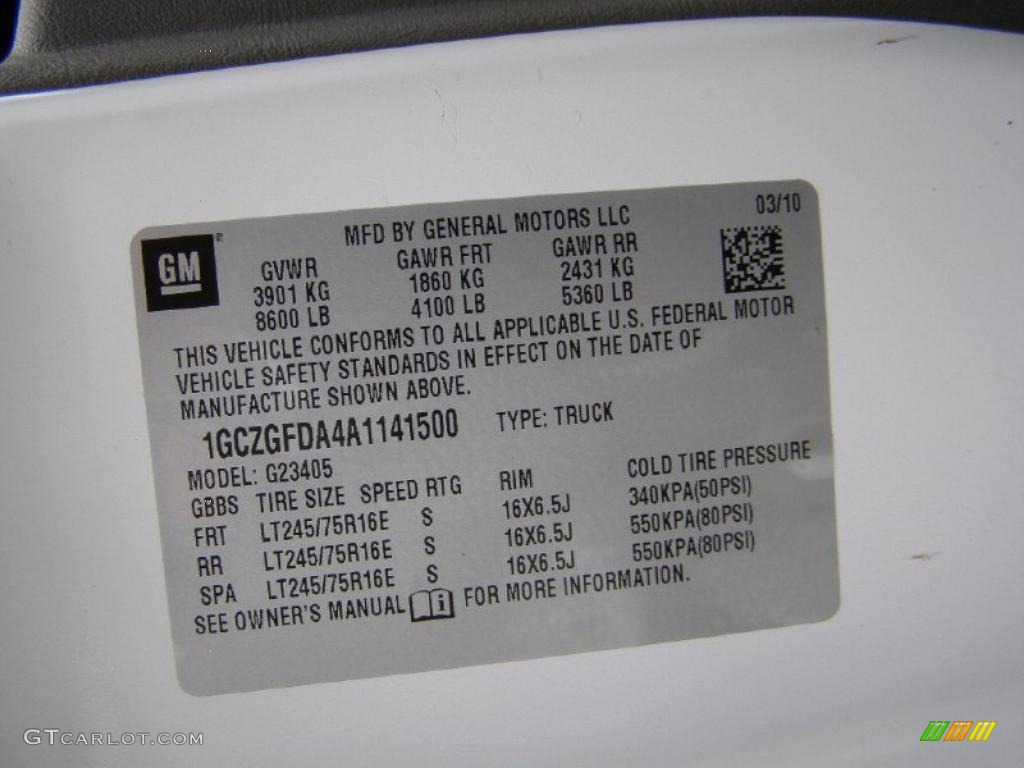 03/10
MFD BY GENERAL MOTORS LLC
GM
GVWR GAWR FRT GAWR RR
3901 KG 1860 KG 2431 KG
8600 LB 4100 LB 5360 LB
THIS VEHICLE CONFORMS TO ALL APPLICABLE U.S. FEDERAL MOTOR
VEHICLE SAFETY STANDARDS IN EFFECT ON THE DATE OF
MANUFACTURE SHOWN ABOVE.
1GCZGFDA4A1141500 TYPE: TRUCK
MODEL: G23405
GBBS TIRE SIZE SPEED RTG RIM COLD TIRE PRESSURE
FRT LT245/75R16E S 16X6.5J 340KPA(50PSI)
RR LT245/75R16E S 16X6.5J 550KPA(80PSI)
SPA LT245/75R16E S 16X6.5J 550KPA(80PSI)
SEE OWNER'S MANUAL i FOR MORE INFORMATION.
GTCARLOT.COM